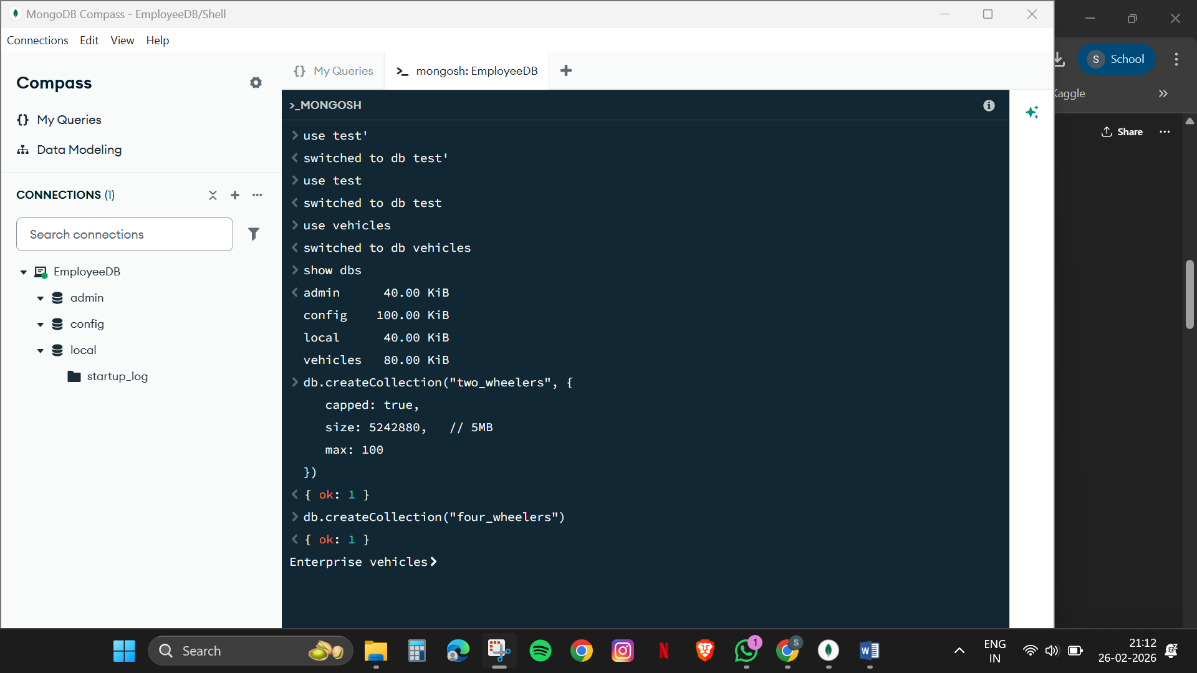 MongoDB Compass - EmployeeDB/Shell
Connections Edit View Help
Compass
My Queries
Data Modeling
CONNECTIONS (1)
Search connections
EmployeeDB
admin
config
local
startup_log
{} My Queries
>_ mongosh: EmployeeDB
>_MONGOSH
> use test'
< switched to db test'
> use test
< switched to db test
> use vehicles
< switched to db vehicles
> show dbs
< admin 40.00 KiB
config 100.00 KiB
local 40.00 KiB
vehicles 80.00 KiB
> db.createCollection("two_wheelers", {
capped: true,
size: 5242880, // 5MB
max: 100
})
< { ok: 1 }
> db.createCollection("four_wheelers")
< { ok: 1 }
Enterprise vehicles>
S School
Kaggle
Share
Search
1
S
ENG
IN
21:12
26-02-2026